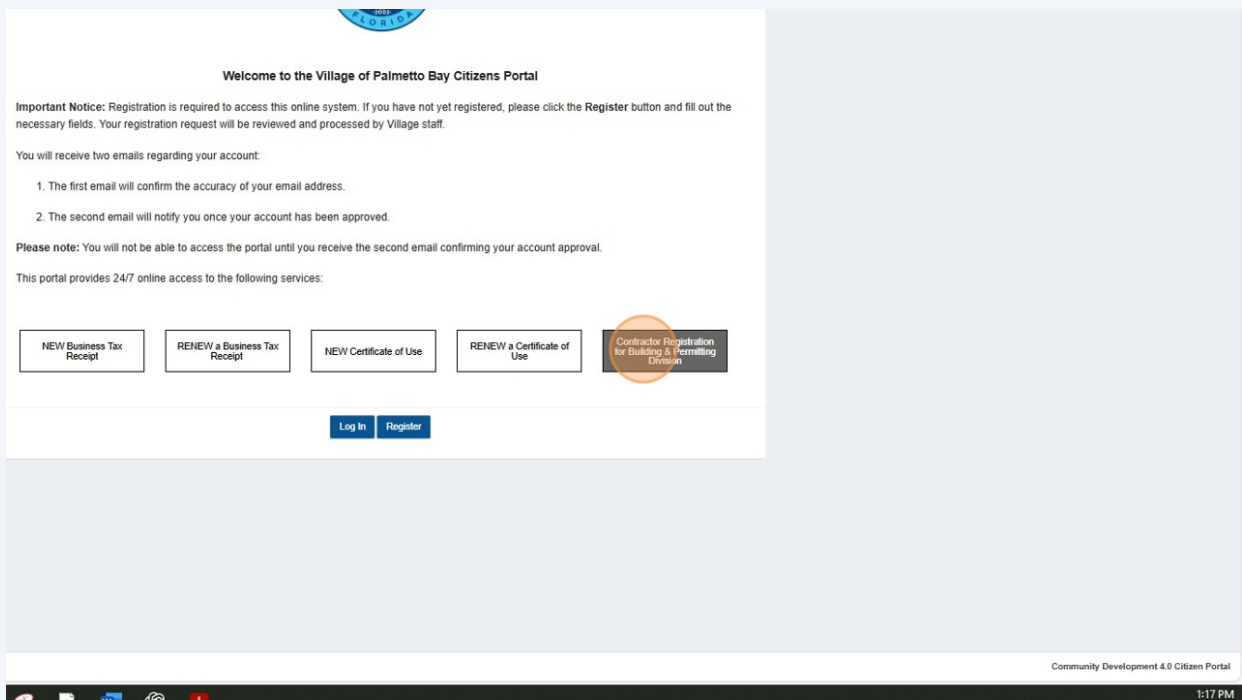 FLORIDA
Welcome to the Village of Palmetto Bay Citizens Portal
Important Notice: Registration is required to access this online system. If you have not yet registered, please click the Register button and fill out the
necessary fields. Your registration request will be reviewed and processed by Village staff.
You will receive two emails regarding your account:
1. The first email will confirm the accuracy of your email address.
2. The second email will notify you once your account has been approved.
Please note: You will not be able to access the portal until you receive the second email confirming your account approval.
This portal provides 24/7 online access to the following services:
NEW Business Tax
Receipt
RENEW a Business Tax
Receipt
NEW Certificate of Use
RENEW a Certificate of
Use
Contractor Registration
for Building & Permitting
Division
Log In
Register
Community Development 4.0 Citizen Portal
1:17 PM